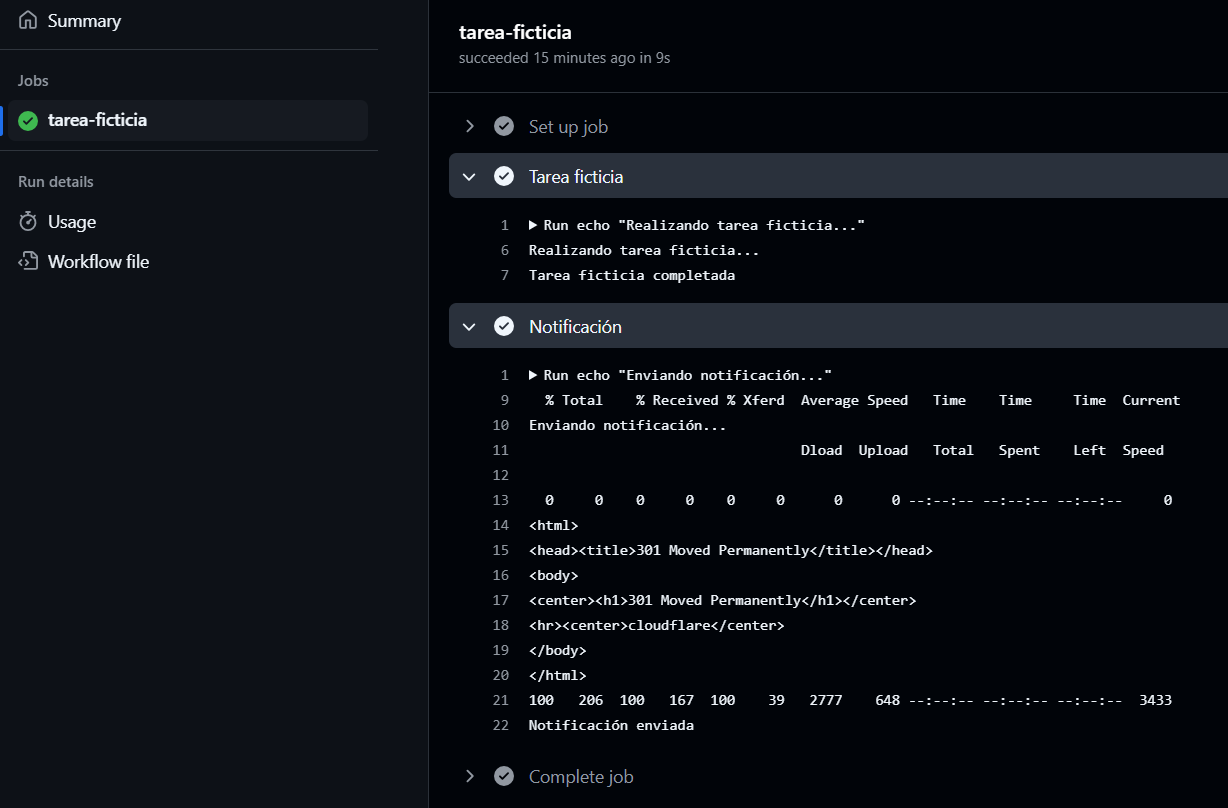 Summary
Jobs
tarea-ficticia
Run details
Usage
Workflow file
tarea-ficticia
succeeded 15 minutes ago in 9s
Set up job
Tarea ficticia
1 Run echo "Realizando tarea ficticia..."
6 Realizando tarea ficticia...
7 Tarea ficticia completada
Notificación
1 Run echo "Enviando notificación..."
9 % Total % Received % Xferd Average Speed Time Time Time Current
10 Enviando notificación...
11 Dload Upload Total Spent Left Speed
12
13 0 0 0 0 0 0 0 0 --:--:-- --:--:-- --:--:-- 0
14 <html>
15 <head><title>301 Moved Permanently</title></head>
16 <body>
17 <center><h1>301 Moved Permanently</h1></center>
18 <hr><center>cloudflare</center>
19 </body>
20 </html>
21 100 206 100 167 100 39 2777 648 --:--:-- --:--:-- --:--:-- 3433
22 Notificación enviada
Complete job